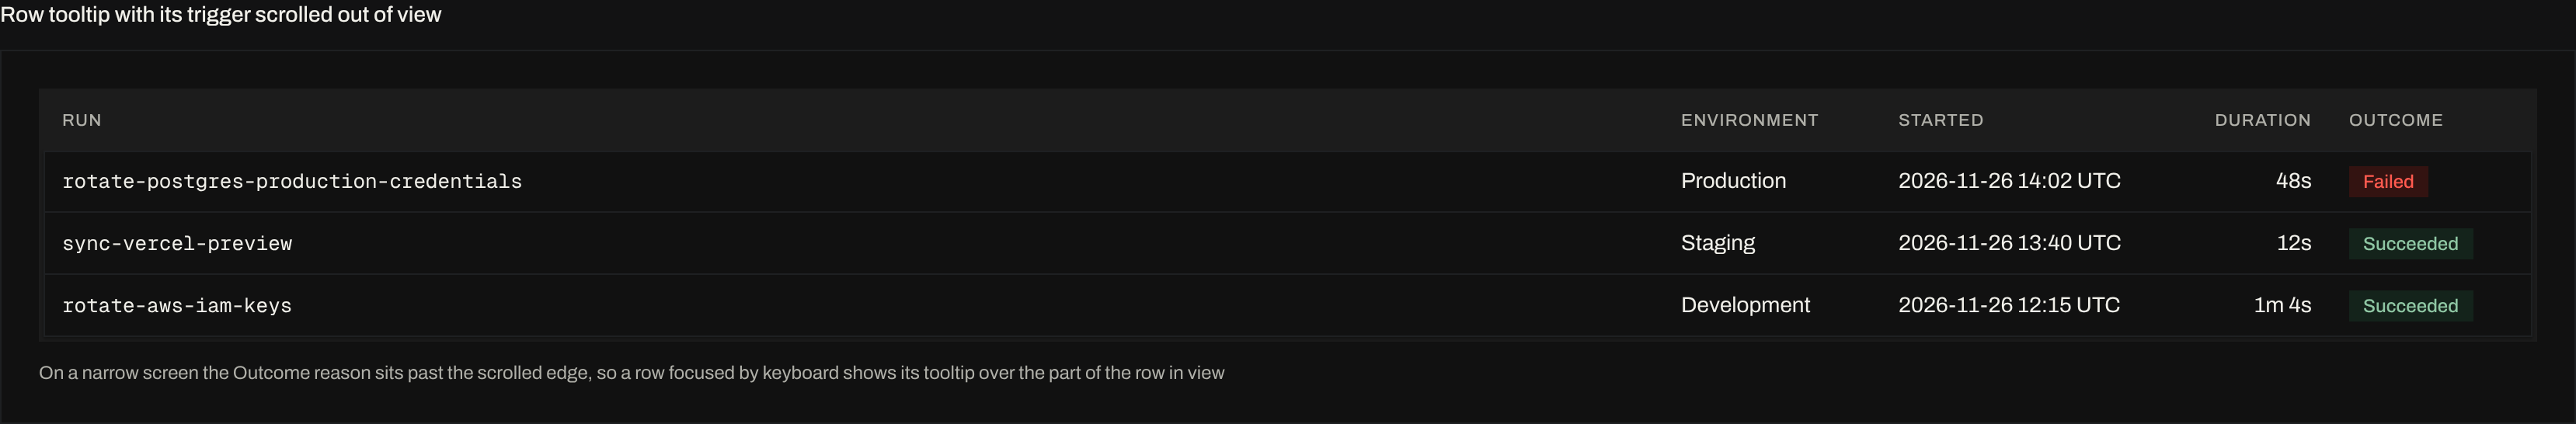 Row tooltip with its trigger scrolled out of view
RUN ENVIRONMENT STARTED DURATION OUTCOME
rotate-postgres-production-credentials Production 2026-11-26 14:02 UTC 48s Failed
sync-vercel-preview Staging 2026-11-26 13:40 UTC 12s Succeeded
rotate-aws-iam-keys Development 2026-11-26 12:15 UTC 1m 4s Succeeded
On a narrow screen the Outcome reason sits past the scrolled edge, so a row focused by keyboard shows its tooltip over the part of the row in view